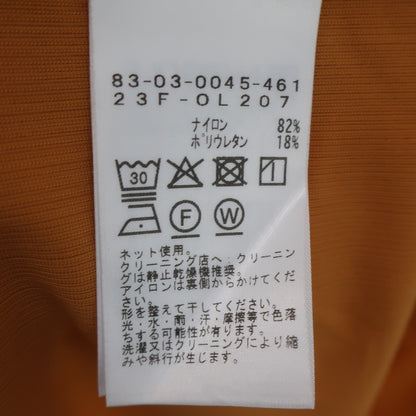 83-03-0045-461
23F-OL207
ナイロン 82%
ポリウレタン 18%
30
F W
ネット使用。
クリーニング店へ:クリーニン
グは静止乾燥機推奨。
アイロンは裏側からかけてくだ
さい。
形を整えて干してください。
光・水・雨・汗・摩擦等で色落
ちする可能性が有ります。
洗濯又はクリーニングにより縮
みや斜行が生じます。